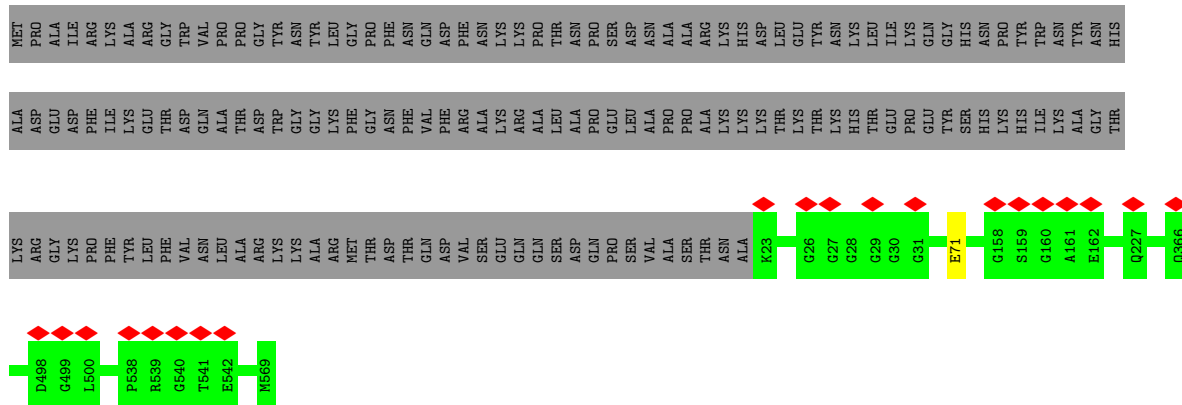 MET PRO ALA ILE ARG LYS ALA ARG GLY TRP VAL PRO PRO GLY TYR ASN TYR LEU GLY PRO PHE ASN GLN ASP PHE ASN LYS LYS PRO THR ASN PRO SER ASP ASN ALA ALA ARG LYS HIS ASP LEU GLU TYR ASN LYS LEU ILE LYS GLN GLY HIS ASN PRO TYR TRP ASN TYR ASN HIS
ALA ASP GLU ASP PHE ILE LYS GLU THR ASP GLN ALA THR ASP TRP GLY GLY LYS PHE GLY ASN PHE VAL PHE ARG ALA LYS ARG ALA LEU ALA PRO GLU LEU ALA PRO PRO ALA LYS LYS LYS THR LYS THR LYS HIS THR GLU PRO GLU TYR SER HIS LYS HIS ILE LYS ALA GLY THR
LYS ARG GLY LYS PRO PHE TYR LEU PHE VAL ASN LEU ALA ARG LYS LYS ALA ARG MET THR ASP THR THR GLN ASP VAL SER GLU GLN GLN SER ASP GLN PRO SER VAL ALA SER THR ASN ALA K23 G26 G27 G28 G29 G30 G31 E71 G158 S159 G160 A161 E162 Q227 Q366
D498 G499 L500 P538 R539 G540 T541 E542 M569